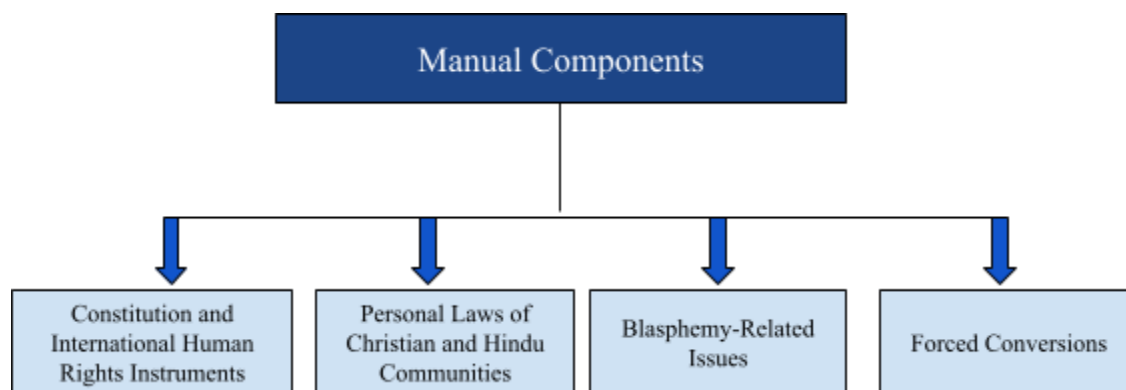 Manual Components
Constitution and
International Human
Rights Instruments
Personal Laws of
Christian and Hindu
Communities
Blasphemy-Related
Issues
Forced Conversions